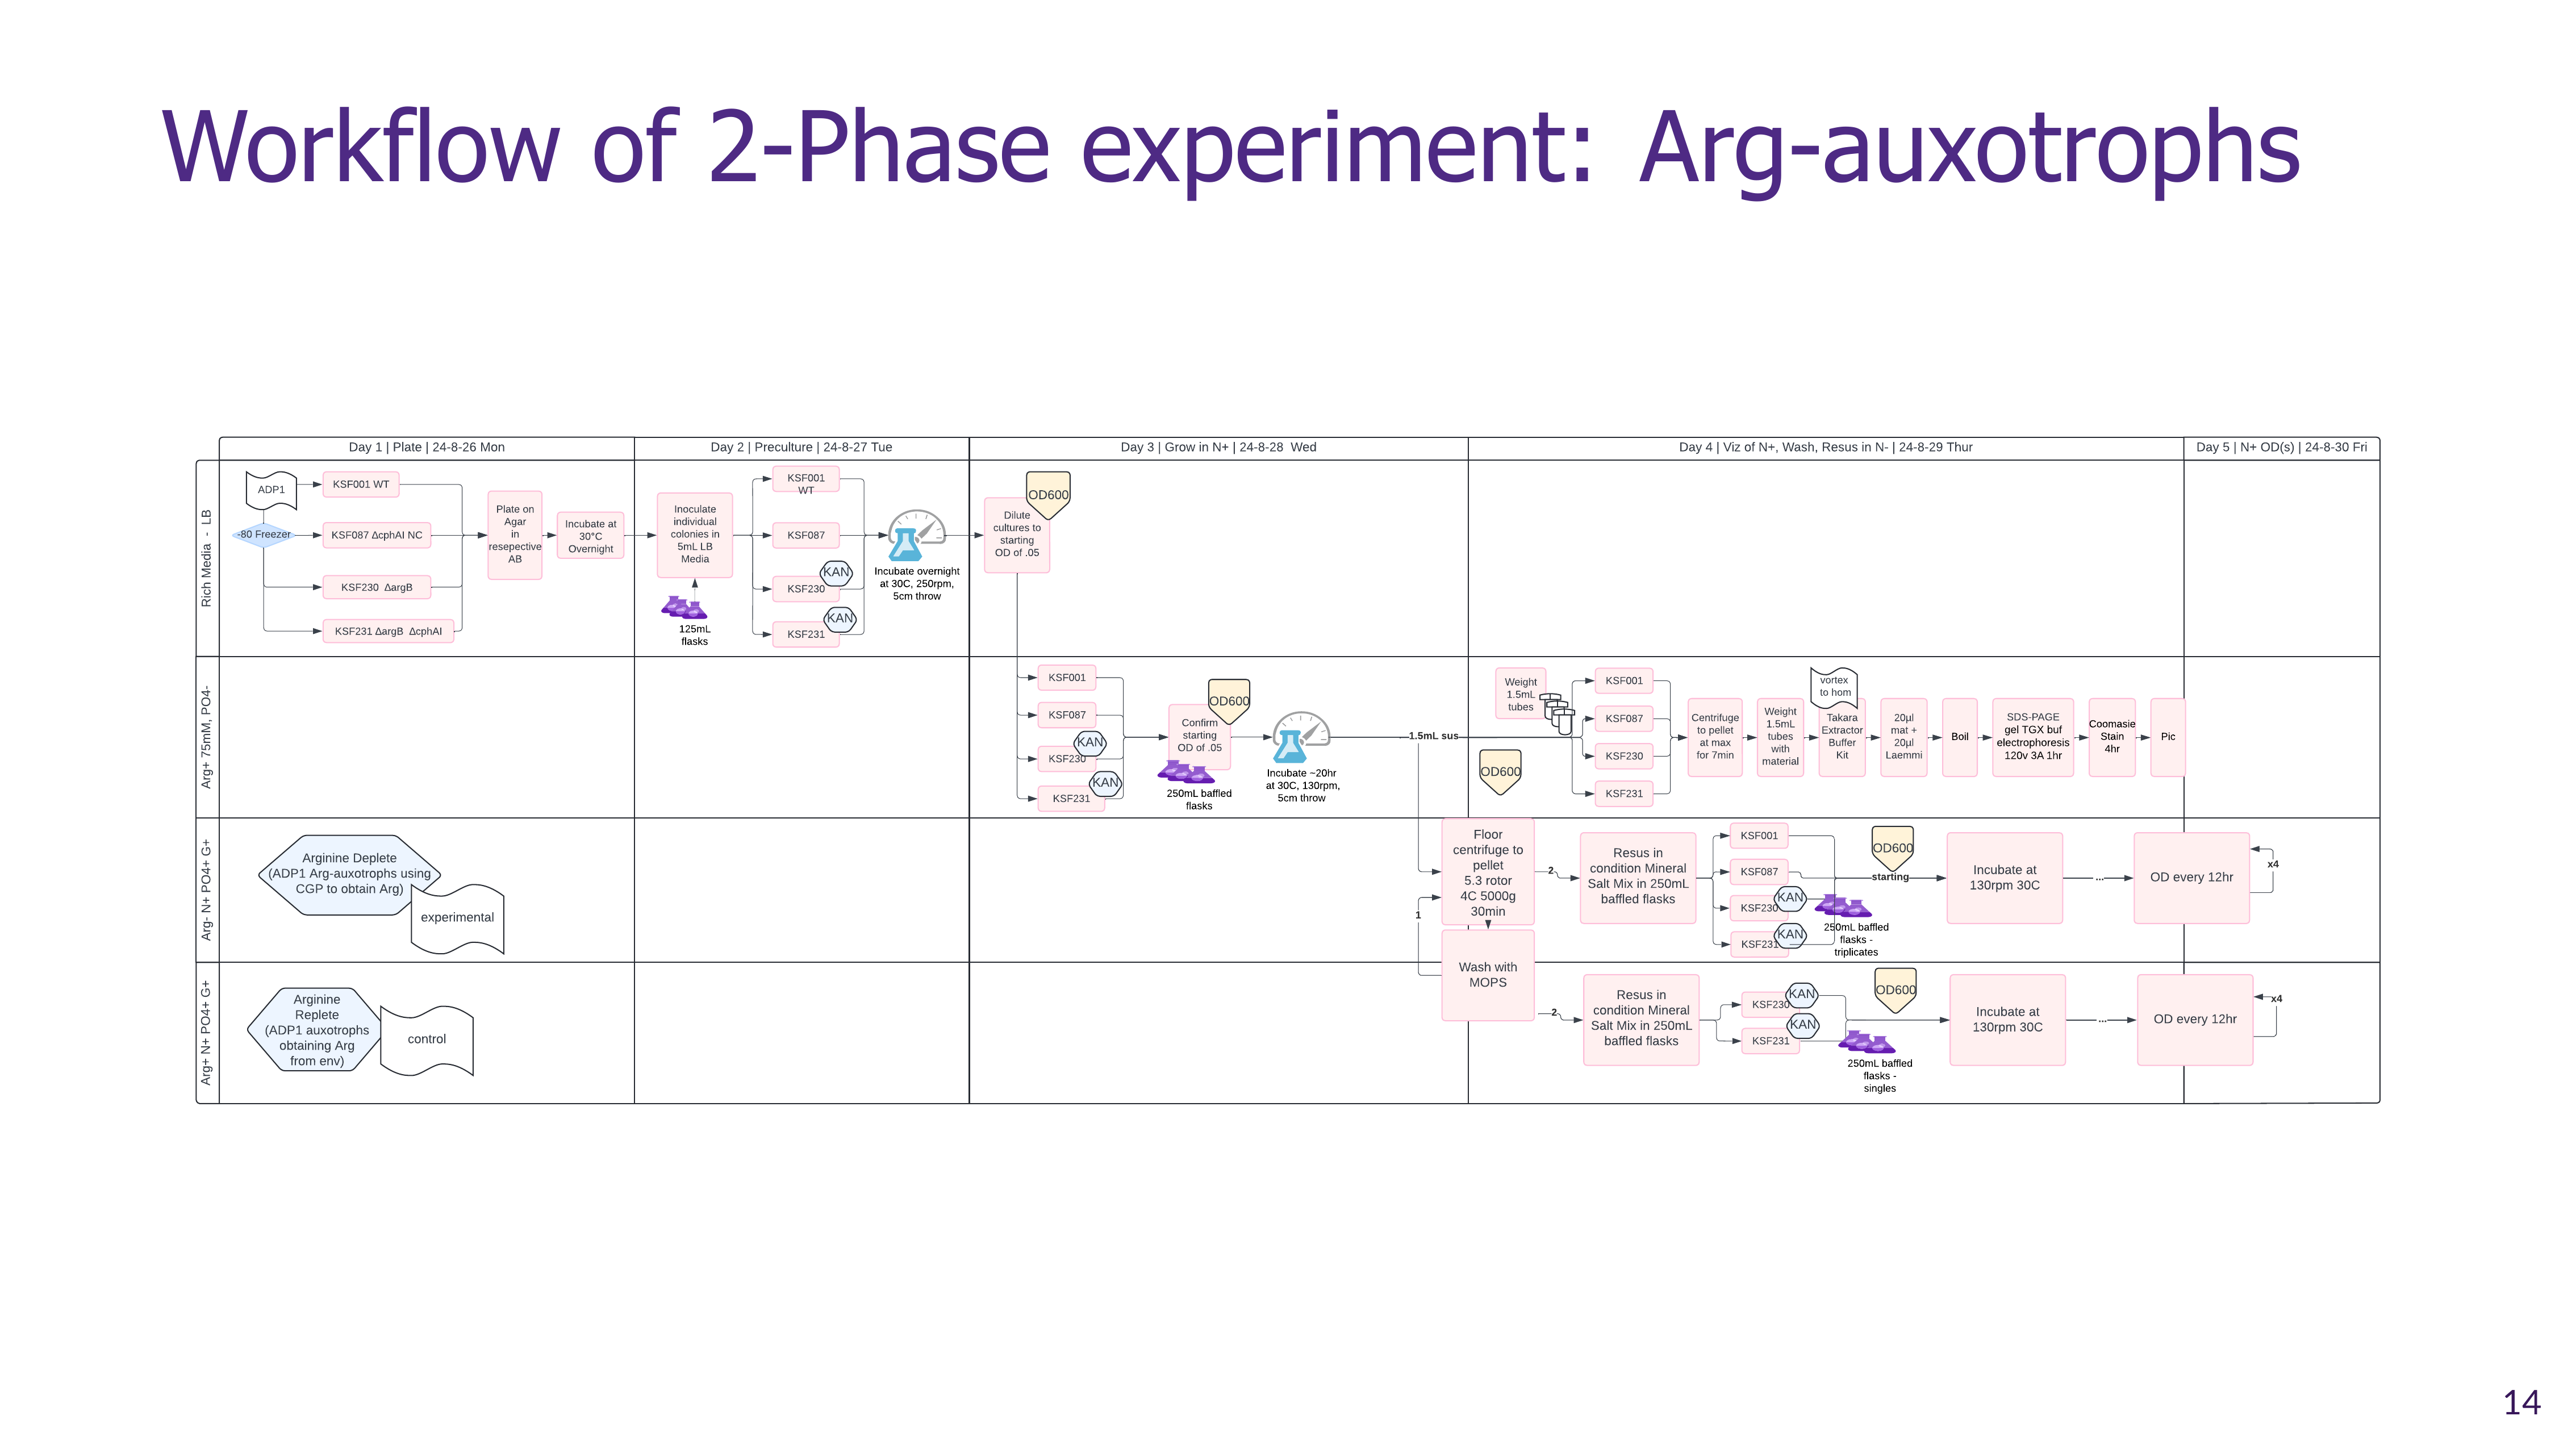 Workflow of 2-Phase experiment: Arg-auxotrophs
Day 1 | Plate | 24-8-26 Mon
Day 2 | Preculture | 24-8-27 Tue
Day 3 | Grow in N+ | 24-8-28 Wed
Day 4 | Viz of N+, Wash, Resus in N- | 24-8-29 Thur
Day 5 | N+ OD(s) | 24-8-30 Fri
Rich Media - LB
ADP1
-80 Freezer
KSF001 WT
KSF087 ΔcphAI NC
KSF230 ΔargB
KSF231 ΔargB ΔcphAI
Plate on
Agar
in
resepective
AB
Incubate at
30°C
Overnight
Inoculate
individual
colonies in
5mL LB
Media
125mL
flasks
KSF001
WT
KSF087
KAN
KSF230
KAN
KSF231
Incubate overnight
at 30C, 250rpm,
5cm throw
OD600
Dilute
cultures to
starting
OD of .05
Arg+ 75mM, PO4-
KSF001
KSF087
KAN
KSF230
KAN
KSF231
OD600
Confirm
starting
OD of .05
250mL baffled
flasks
Incubate ~20hr
at 30C, 130rpm,
5cm throw
1.5mL sus
Weight
1.5mL
tubes
OD600
KSF001
KSF087
KSF230
KSF231
Centrifuge
to pellet
at max
for 7min
Weight
1.5mL
tubes
with
material
vortex
to hom
Takara
Extractor
Buffer
Kit
20µl
mat +
20µl
Laemmi
Boil
SDS-PAGE
gel TGX buf
electrophoresis
120v 3A 1hr
Coomasie
Stain
4hr
Pic
Arg- N+ PO4+ G+
Arginine Deplete
(ADP1 Arg-auxotrophs using
CGP to obtain Arg)
experimental
Floor
centrifuge to
pellet
5.3 rotor
4C 5000g
30min
1
2
Wash with
MOPS
Resus in
condition Mineral
Salt Mix in 250mL
baffled flasks
KSF001
KSF087
KAN
KSF230
KAN
KSF231
OD600
starting
250mL baffled
flasks -
triplicates
Incubate at
130rpm 30C
...
OD every 12hr
x4
Arg+ N+ PO4+ G+
Arginine
Replete
(ADP1 auxotrophs
obtaining Arg
from env)
control
2
Resus in
condition Mineral
Salt Mix in 250mL
baffled flasks
KAN
KSF230
KAN
KSF231
OD600
250mL baffled
flasks -
singles
Incubate at
130rpm 30C
...
OD every 12hr
x4
14